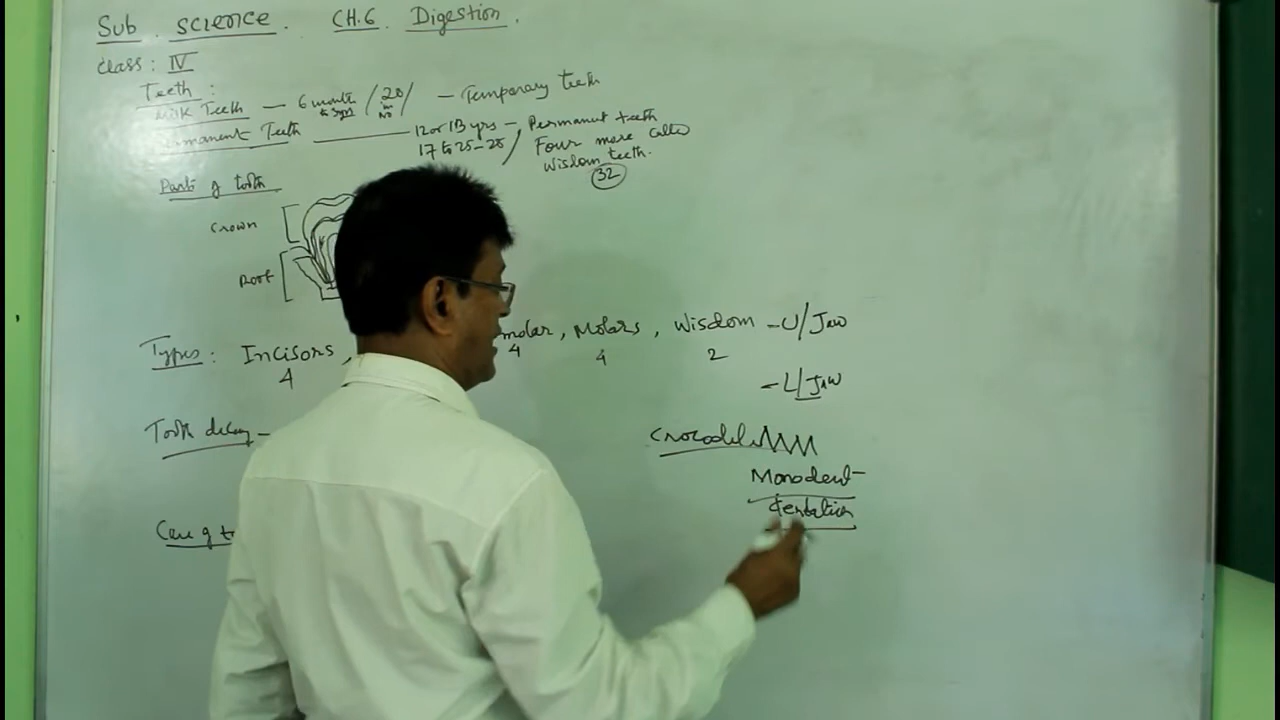 Sub . SCIENCE . CH.6 Digestion .
Class : IV
Teeth :
Milk Teeth — 6 month to 5yrs / 20 in no / — Temporary teeth
Permanent Teeth — 12 or 13 yrs – Permanent teeth
17 to 25-28 / Four more called
Wisdom teeth.
32
Parts of tooth
Crown
Root
Types : Incisors, molar, Molars, Wisdom – U/Jaw
4 4 4 2
– L/Jaw
Tooth decay –
Crocodile
Care of
Monodent-
dentation